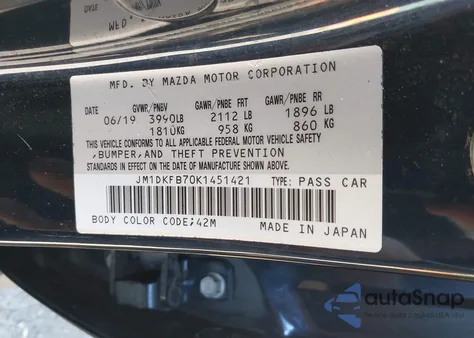 MFD. BY MAZDA MOTOR CORPORATION
GVWR/PNBV GAWR/PNBE FRT GAWR/PNBE RR
06/19 3990LB 2112 LB 1896 LB
1810KG 958 KG 860 KG
THIS VEHICLE CONFORMS TO ALL APPLICABLE FEDERAL MOTOR VEHICLE SAFETY,
,BUMPER,AND THEFT PREVENTION
STANDARDS IN EFFECT ON THE DATE OF MANUFACTURE SHOWN ABOVE.
JM1DKFB70K1451421 TYPE: PASS CAR
BODY COLOR CODE;42M MADE IN JAPAN
autoSnap